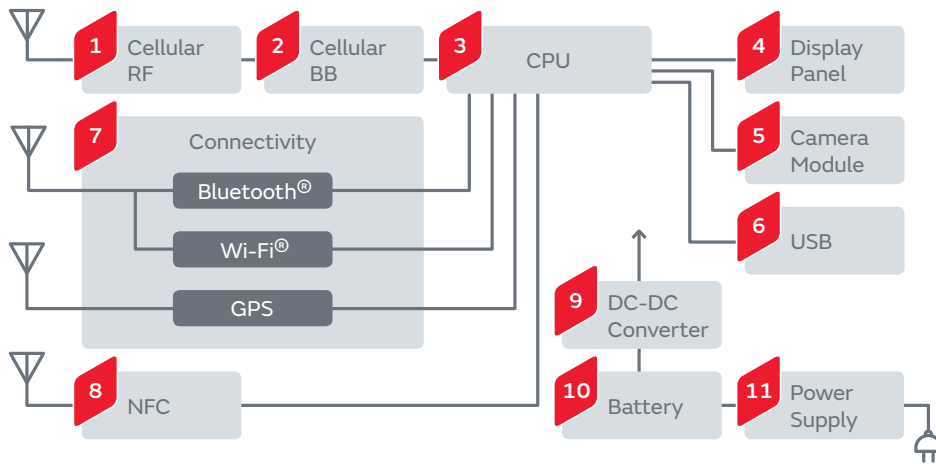 1
Cellular
RF
2
Cellular
BB
3
CPU
4
Display
Panel
5
Camera
Module
6
USB
7
Connectivity
Bluetooth®
Wi-Fi®
GPS
8
NFC
9
DC-DC
Converter
10
Battery
11
Power
Supply